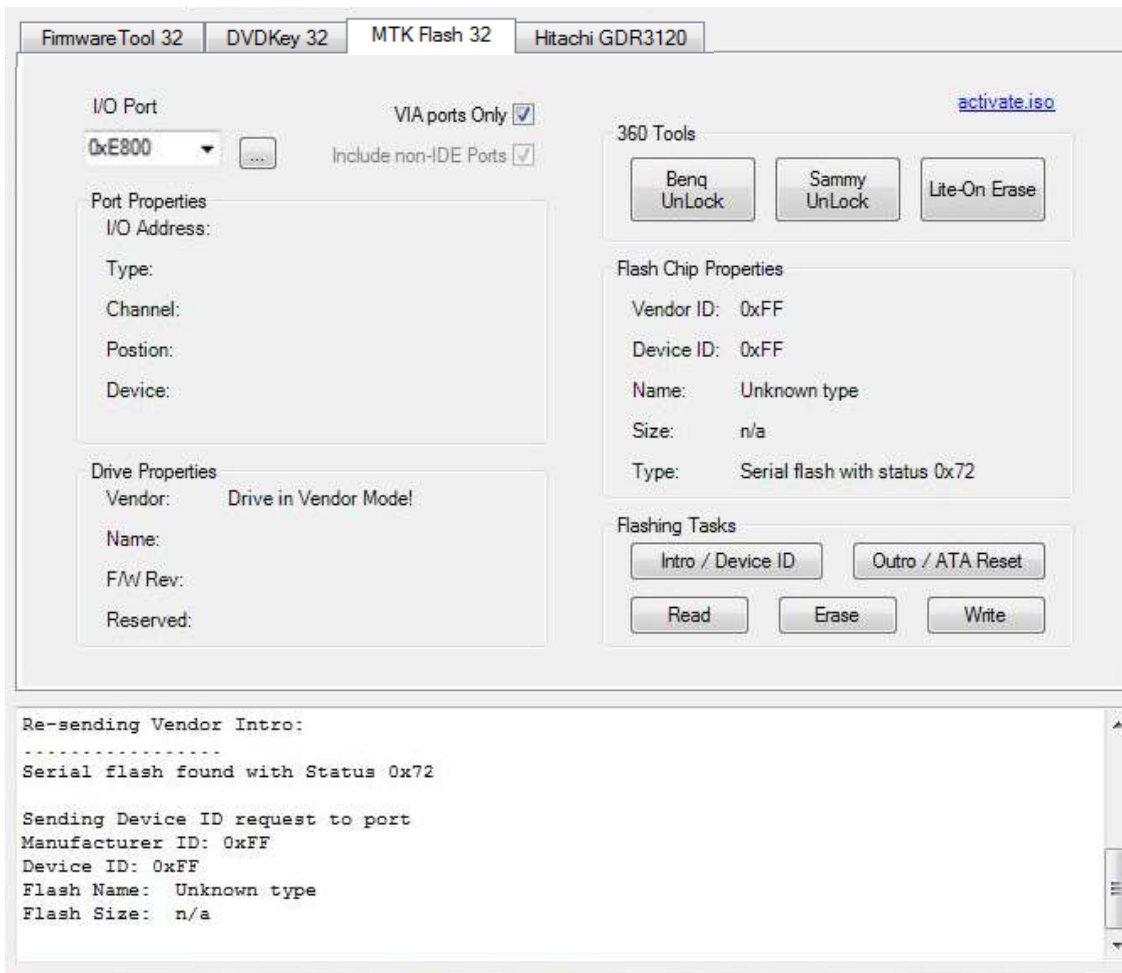 FirmwareTool 32 DVDKey 32 MTK Flash 32 Hitachi GDR3120
I/O Port
VIA ports Only
activate.iso
0xE800
...
Include non-IDE Ports
Port Properties
I/O Address:
Type:
Channel:
Postion:
Device:
Drive Properties
Vendor: Drive in Vendor Mode!
Name:
F/W Rev:
Reserved:
360 Tools
Benq UnLock
Sammy UnLock
Lite-On Erase
Flash Chip Properties
Vendor ID: 0xFF
Device ID: 0xFF
Name: Unknown type
Size: n/a
Type: Serial flash with status 0x72
Flashing Tasks
Intro / Device ID Outro / ATA Reset
Read Erase Write
Re-sending Vendor Intro:
.................
Serial flash found with Status 0x72
Sending Device ID request to port
Manufacturer ID: 0xFF
Device ID: 0xFF
Flash Name: Unknown type
Flash Size: n/a